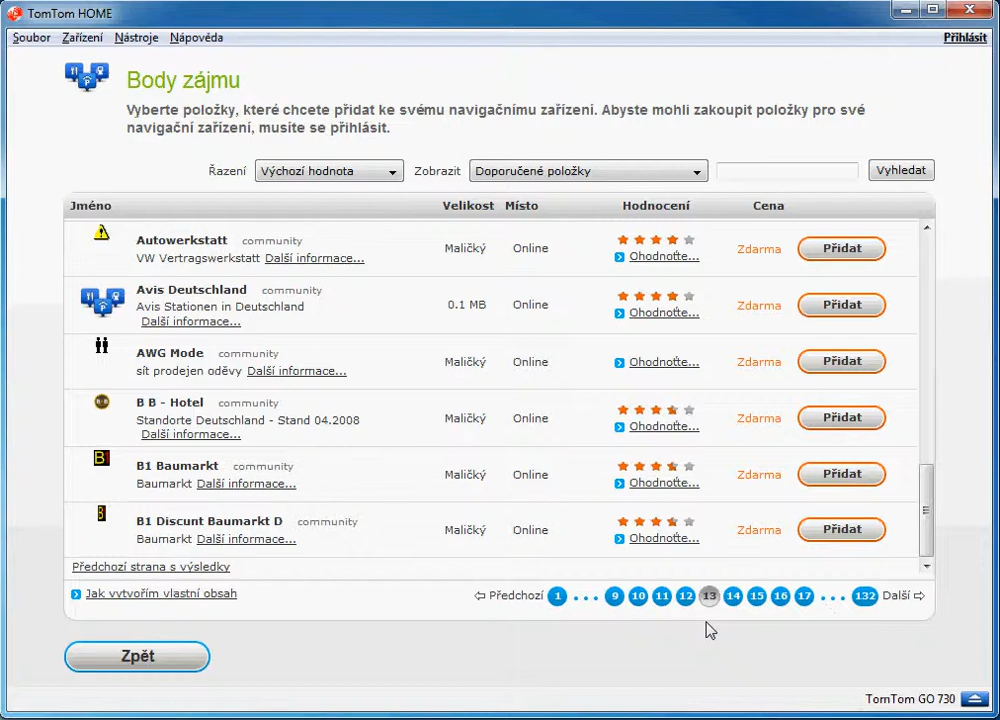 TomTom HOME
Soubor Zařízení Nástroje Nápověda Přihlásit
Body zájmu
Vyberte položky, které chcete přidat ke svému navigačnímu zařízení. Abyste mohli zakoupit položky pro své
navigační zařízení, musíte se přihlásit.
Řazení Výchozí hodnota Zobrazit Doporučené položky Vyhledat
Jméno Velikost Místo Hodnocení Cena
Autowerkstatt community
VW Vertragswerkstatt Další informace... Maličký Online Ohodnoťte... Zdarma Přidat
Avis Deutschland community
Avis Stationen in Deutschland 0.1 MB Online Ohodnoťte... Zdarma Přidat
Další informace...
AWG Mode community
sít prodejen oděvy Další informace... Maličký Online Ohodnoťte... Zdarma Přidat
B B - Hotel community
Standorte Deutschland - Stand 04.2008 Maličký Online Ohodnoťte... Zdarma Přidat
Další informace...
B1 B1 Baumarkt community
Baumarkt Další informace... Maličký Online Ohodnoťte... Zdarma Přidat
B1 Discunt Baumarkt D community
Baumarkt Další informace... Maličký Online Ohodnoťte... Zdarma Přidat
Předchozí strana s výsledky
Jak vytvořím vlastní obsah Předchozí 1 ... 9 10 11 12 13 14 15 16 17 ... 132 Další
Zpět
TomTom GO 730